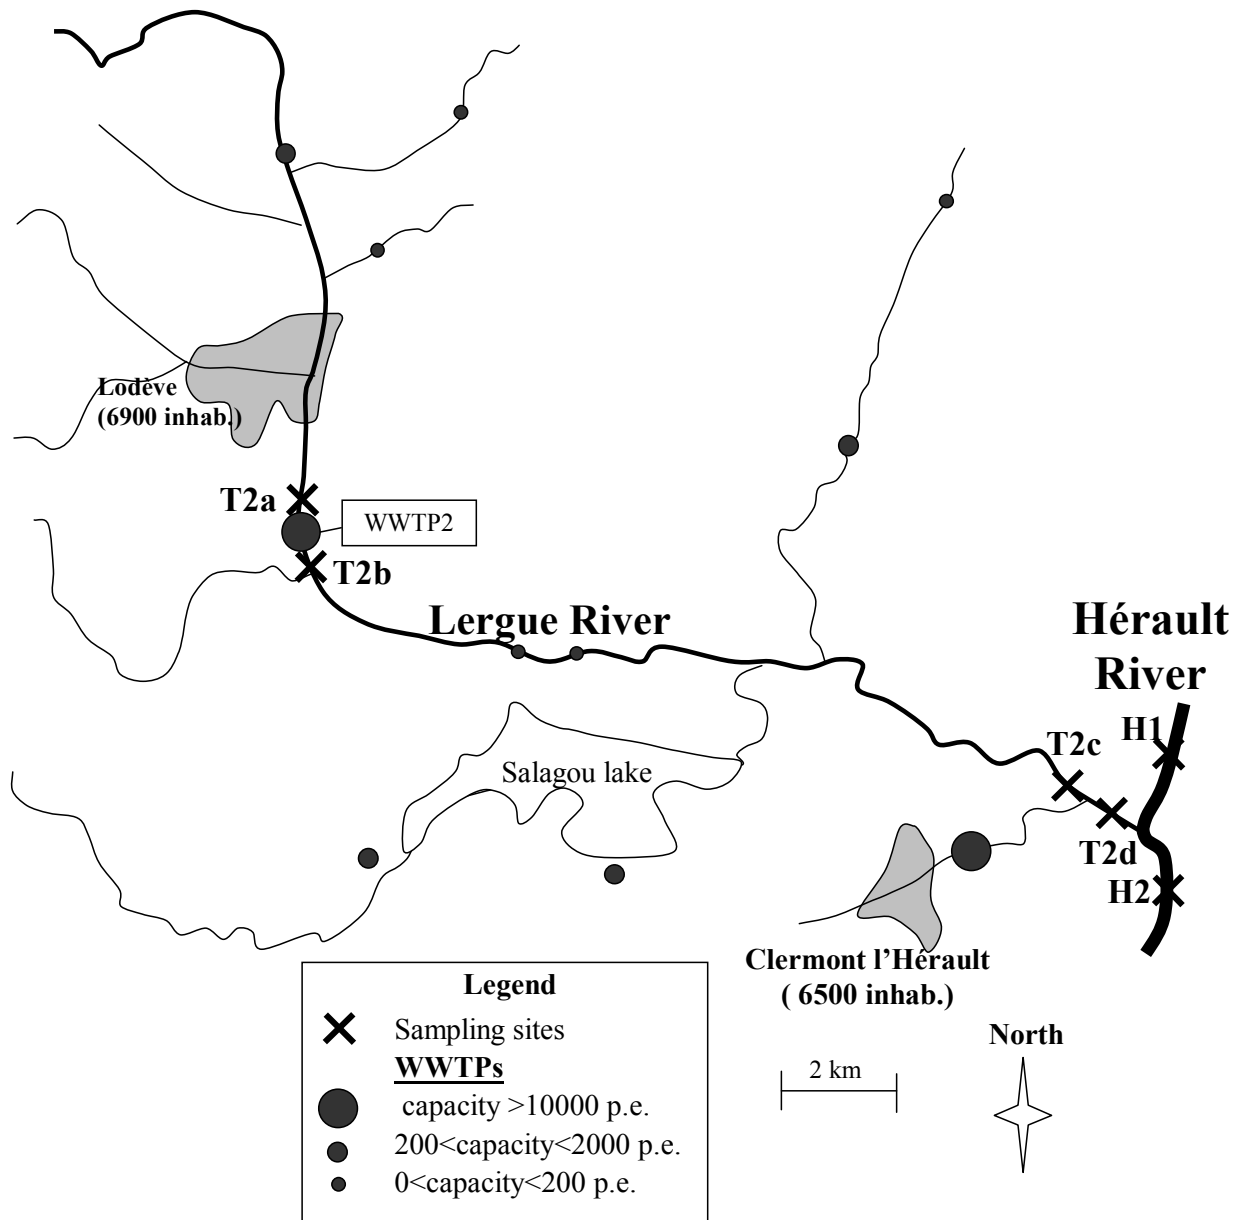 Lodève
(6900 inhab.)
T2a
WWTP2
T2b
Lergue River
Hérault
River
H1
T2c
Salagou lake
T2d
H2
Clermont l’Hérault
( 6500 inhab.)
Legend
Sampling sites
WWTPs
capacity >10000 p.e.
200<capacity<2000 p.e.
0<capacity<200 p.e.
2 km
North